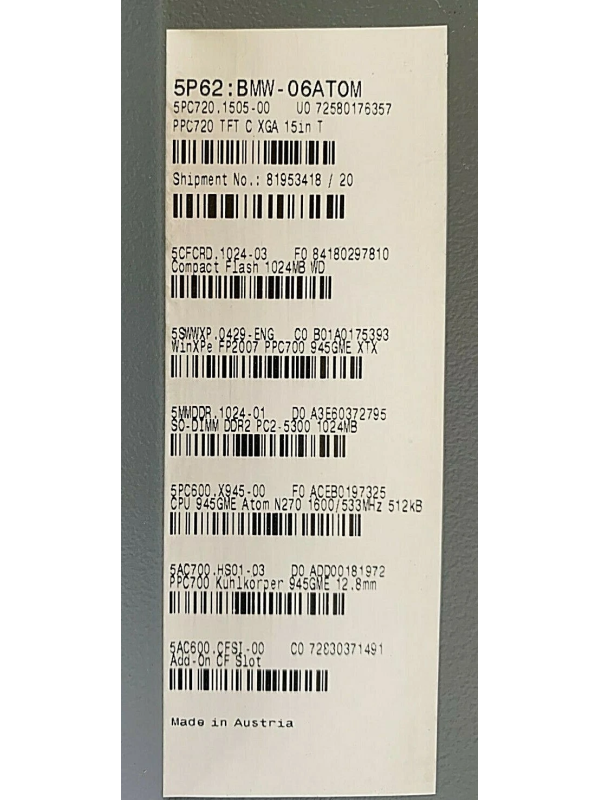 5P62:BMW-06ATOM
5PC720.1505-00 U0 72580176357
PPC720 TFT C XGA 15in T
Shipment No.: 81953418 / 20
5CFCRD.1024-03 F0 84180297810
Compact Flash 1024MB WD
5SWWXP.0429-ENG C0 B01A0175393
WinXPe FP2007 PPC700 945GME XTX
5MMDDR.1024-01 D0 A3E60372795
SO-DIMM DDR2 PC2-5300 1024MB
5PC600.X945-00 F0 ACEB0197325
CPU 945GME Atom N270 1600/533MHz 512kB
5AC700.HS01-03 D0 ADD00181972
PPC700 Kuhlkorper 945GME 12.8mm
5AC600.CFSI-00 C0 72830371491
Add-On CF Slot
Made in Austria